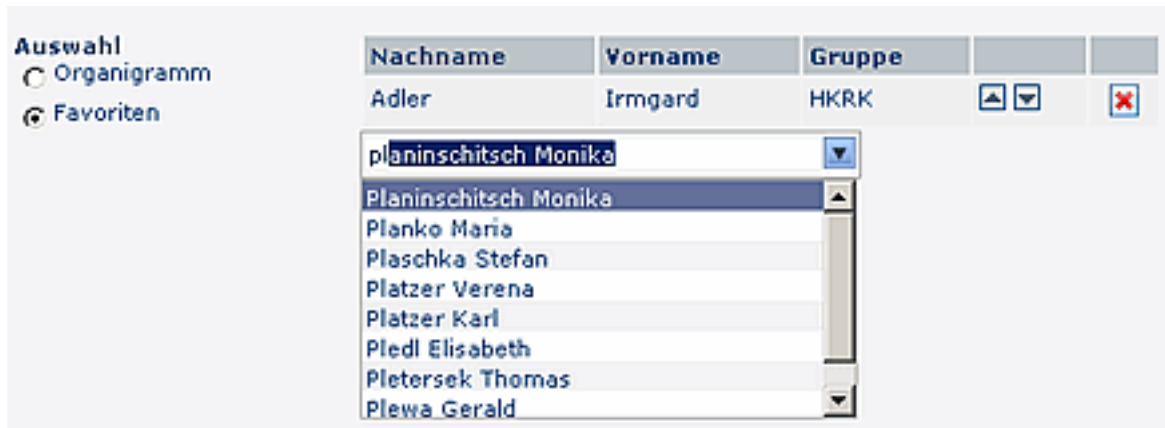 Auswahl
Organigramm
Favoriten
Nachname Vorname Gruppe
Adler Irmgard HKRK
planinschitsch Monika
Planinschitsch Monika
Planko Maria
Plaschka Stefan
Platzer Verena
Platzer Karl
Pledl Elisabeth
Pletersek Thomas
Plewa Gerald